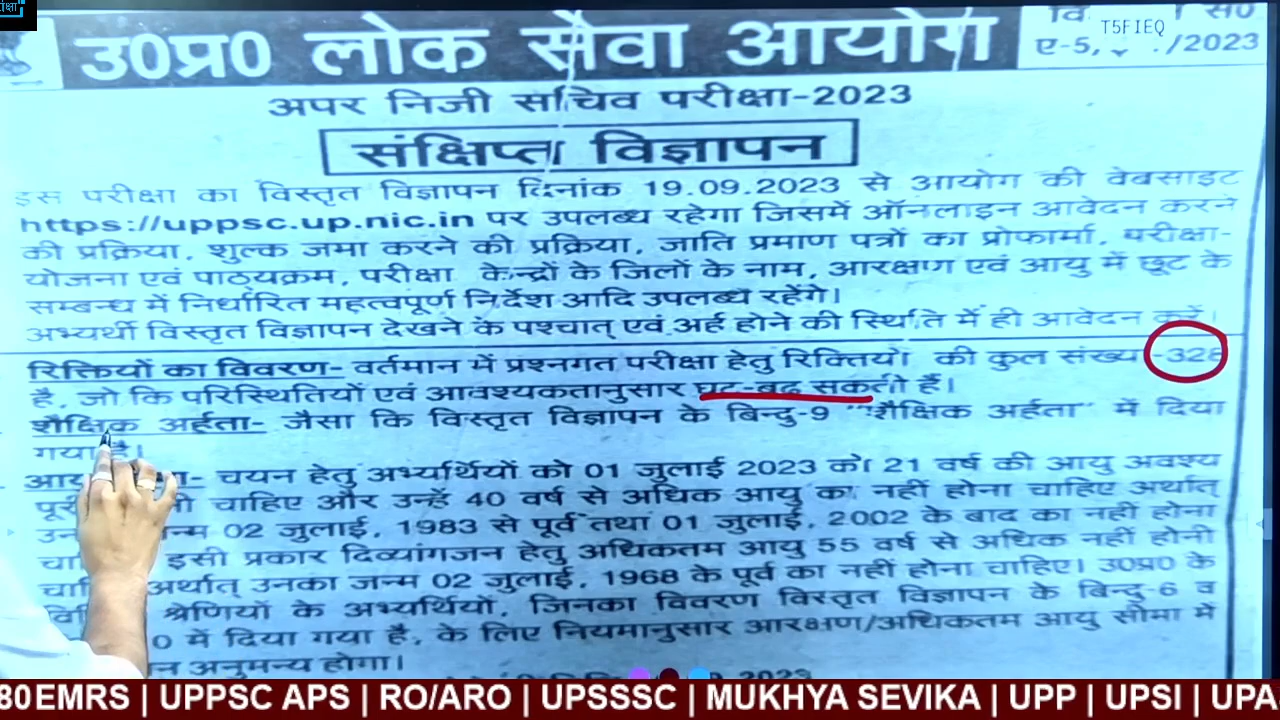 उ0प्र0 लोक सेवा आयोग
T5FIEQ
ए-5, /2023
अपर निजी सचिव परीक्षा-2023
संक्षिप्त विज्ञापन
इस परीक्षा का विस्तृत विज्ञापन दिनांक 19.09.2023 से आयोग की वेबसाइट
https://uppsc.up.nic.in पर उपलब्ध रहेगा जिसमें ऑनलाइन आवेदन करने
की प्रक्रिया, शुल्क जमा करने की प्रक्रिया, जाति प्रमाण पत्रों का प्रोफार्मा, परीक्षा-
योजना एवं पाठ्यक्रम, परीक्षा केन्द्रों के जिलों के नाम, आरक्षण एवं आयु में छूट के
सम्बन्ध में निर्धारित महत्वपूर्ण निर्देश आदि उपलब्ध रहेंगे।
अभ्यर्थी विस्तृत विज्ञापन देखने के पश्चात् एवं अर्ह होने की स्थिति में ही आवेदन करें।
रिक्तियों का विवरण- वर्तमान में प्रश्नगत परीक्षा हेतु रिक्तियों की कुल संख्या -328
है, जो कि परिस्थितियों एवं आवश्यकतानुसार घट-बढ़ सकती हैं।
शैक्षिक अर्हता- जैसा कि विस्तृत विज्ञापन के बिन्दु-9 "शैक्षिक अर्हता" में दिया
गया है।
चयन हेतु अभ्यर्थियों को 01 जुलाई 2023 को 21 वर्ष की आयु अवश्य
चाहिए और उन्हें 40 वर्ष से अधिक आयु का नहीं होना चाहिए अर्थात्
02 जुलाई, 1983 से पूर्व तथा 01 जुलाई, 2002 के बाद का नहीं होना
इसी प्रकार दिव्यांगजन हेतु अधिकतम आयु 55 वर्ष से अधिक नहीं होनी
अर्थात् उनका जन्म 02 जुलाई, 1968 के पूर्व का नहीं होना चाहिए। उ0प्र0 के
श्रेणियों के अभ्यर्थियों, जिनका विवरण विस्तृत विज्ञापन के बिन्दु-6 व
0 में दिया गया है, के लिए नियमानुसार आरक्षण/अधिकतम आयु सीमा में
अनुमन्य होगा।
80 EMRS | UPPSC APS | RO/ARO | UPSSSC | MUKHYA SEVIKA | UPP | UPSI | UPA